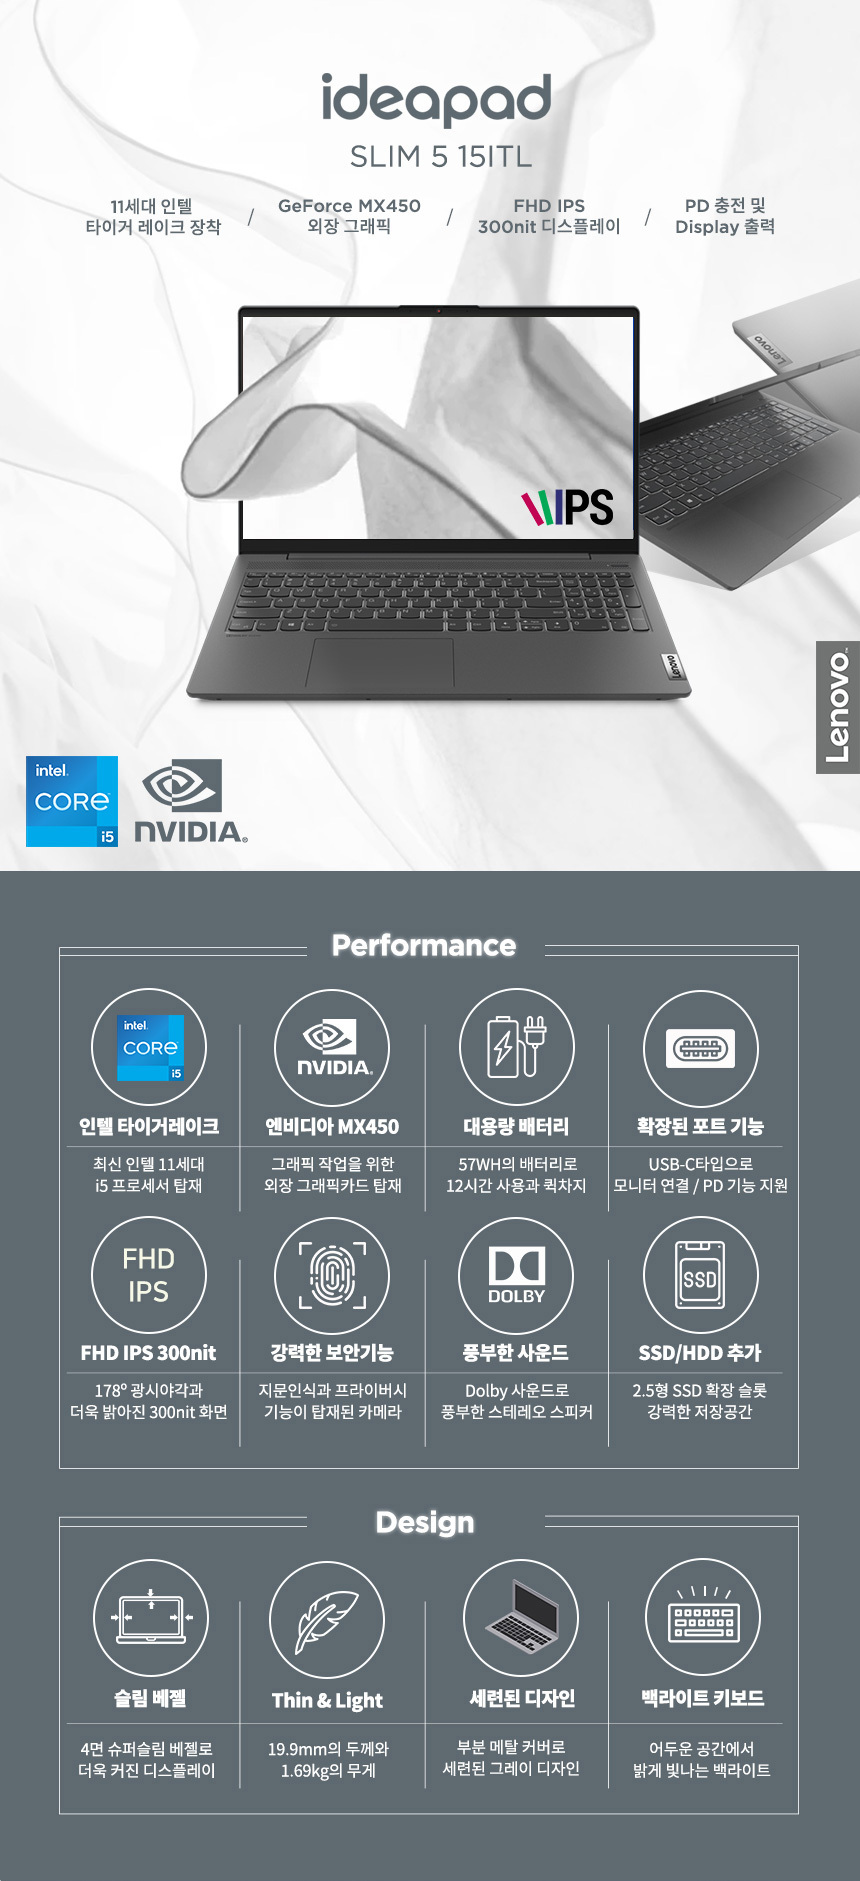 ideapad
SLIM 5 15ITL
11세대 인텔
타이거 레이크 장착
/
GeForce MX450
외장 그래픽
/
FHD IPS
300nit 디스플레이
/
PD 충전 및
Display 출력
Lenovo
IPS
Lenovo
Lenovo™
intel.
CORE
i5
NVIDIA®
Performance
intel.
CORE
i5
NVIDIA.
인텔 타이거레이크
엔비디아 MX450
대용량 배터리
확장된 포트 기능
최신 인텔 11세대
i5 프로세서 탑재
그래픽 작업을 위한
외장 그래픽카드 탑재
57WH의 배터리로
12시간 사용과 퀵차지
USB-C타입으로
모니터 연결 / PD 기능 지원
FHD
IPS
DOLBY
SSD
FHD IPS 300nit
강력한 보안기능
풍부한 사운드
SSD/HDD 추가
178º 광시야각과
더욱 밝아진 300nit 화면
지문인식과 프라이버시
기능이 탑재된 카메라
Dolby 사운드로
풍부한 스테레오 스피커
2.5형 SSD 확장 슬롯
강력한 저장공간
Design
슬림 베젤
Thin & Light
세련된 디자인
백라이트 키보드
4면 슈퍼슬림 베젤로
더욱 커진 디스플레이
19.9mm의 두께와
1.69kg의 무게
부분 메탈 커버로
세련된 그레이 디자인
어두운 공간에서
밝게 빛나는 백라이트